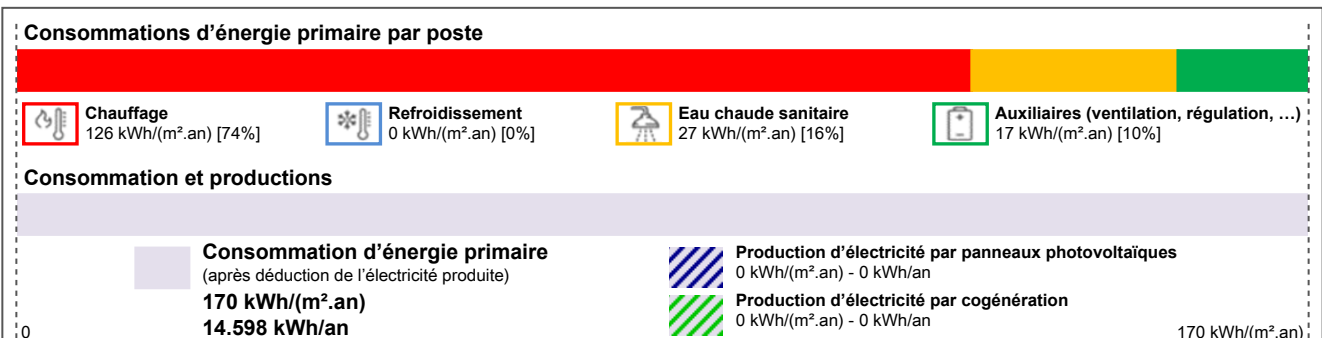 Consommations d’énergie primaire par poste
Chauffage
126 kWh/(m².an) [74%]
Refroidissement
0 kWh/(m².an) [0%]
Eau chaude sanitaire
27 kWh/(m².an) [16%]
Auxiliaires (ventilation, régulation, …)
17 kWh/(m².an) [10%]
Consommation et productions
Consommation d’énergie primaire
(après déduction de l’électricité produite)
170 kWh/(m².an)
14.598 kWh/an
Production d’électricité par panneaux photovoltaïques
0 kWh/(m².an) - 0 kWh/an
Production d’électricité par cogénération
0 kWh/(m².an) - 0 kWh/an
0
170 kWh/(m².an)